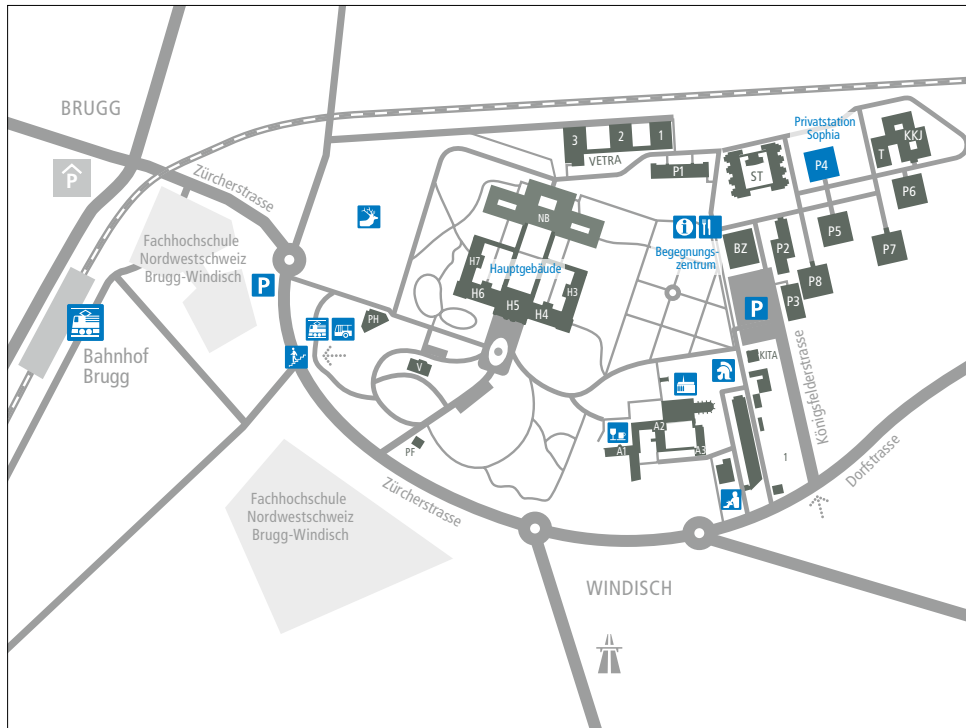 BRUGG
P
Zürcherstrasse
Fachhochschule
Nordwestschweiz
Brugg-Windisch
P
Bahnhof
Brugg
3
2
1
VETRA
P1
ST
Privatstation
Sophia
P4
T
KKJ
P6
P5
P7
NB
Hauptgebäude
H7
H6
H5
H4
H3
i
Begegnungs-
zentrum
BZ
P2
P8
P3
P
PH
V
PF
KITA
Königsfelderstrasse
1
A1
A2
A3
Dorfstrasse
Zürcherstrasse
Fachhochschule
Nordwestschweiz
Brugg-Windisch
WINDISCH